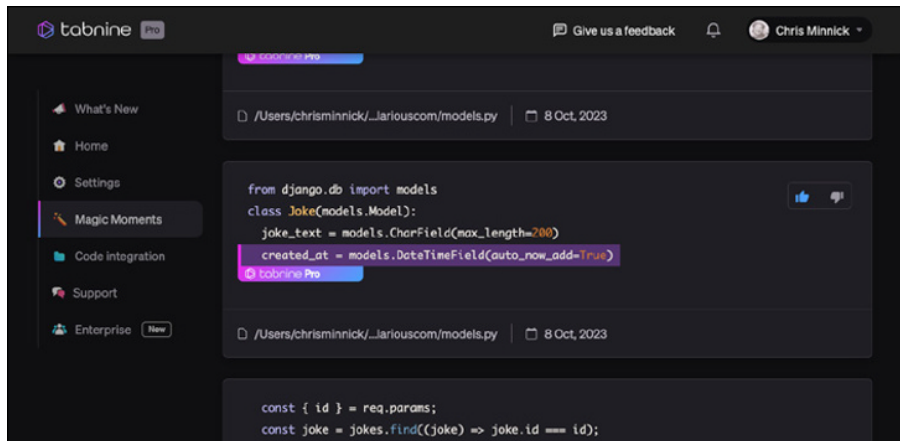 tabnine Pro
Give us a feedback
Chris Minnick
tabnine Pro
/Users/chrisminnick/...lariouscom/models.py
8 Oct, 2023
What's New
Home
Settings
Magic Moments
Code integration
Support
Enterprise New
from django.db import models
class Joke(models.Model):
joke_text = models.CharField(max_length=200)
created_at = models.DateTimeField(auto_now_add=True)
tabnine Pro
/Users/chrisminnick/...lariouscom/models.py
8 Oct, 2023
const { id } = req.params;
const joke = jokes.find((joke) => joke.id === id);